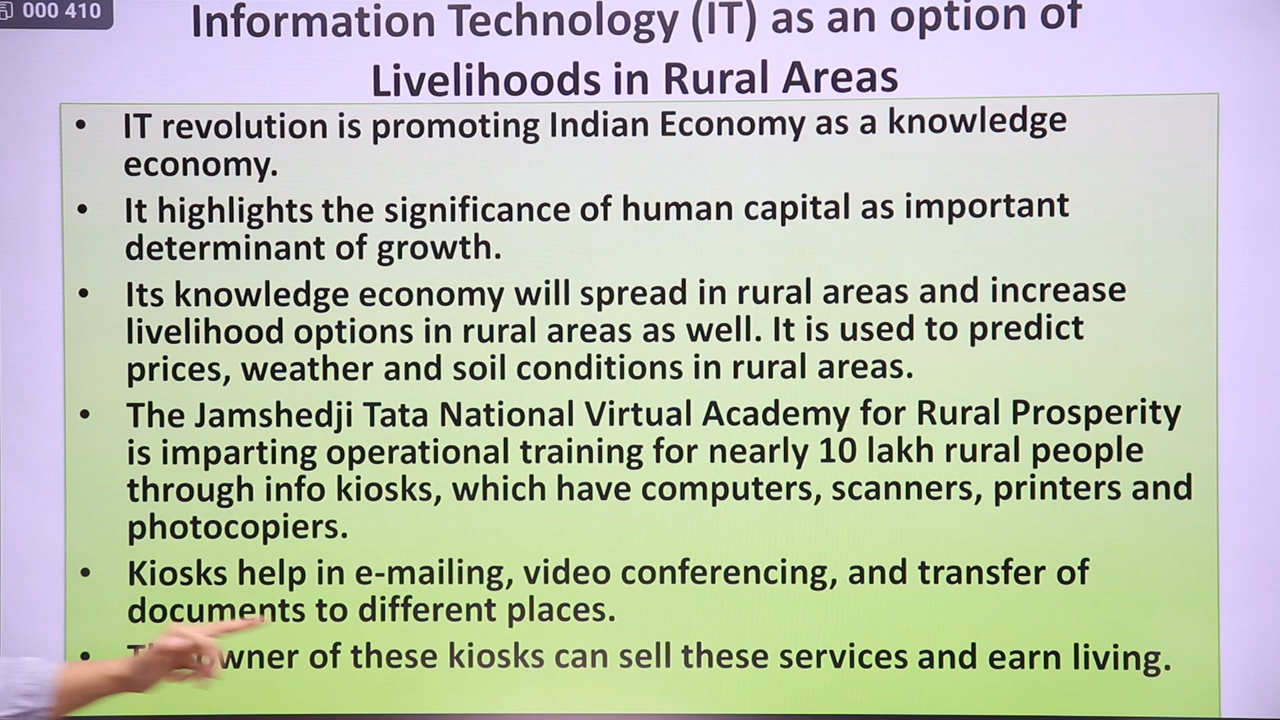 000 410
Information Technology (IT) as an option of
Livelihoods in Rural Areas
• IT revolution is promoting Indian Economy as a knowledge
economy.
• It highlights the significance of human capital as important
determinant of growth.
• Its knowledge economy will spread in rural areas and increase
livelihood options in rural areas as well. It is used to predict
prices, weather and soil conditions in rural areas.
• The Jamshedji Tata National Virtual Academy for Rural Prosperity
is imparting operational training for nearly 10 lakh rural people
through info kiosks, which have computers, scanners, printers and
photocopiers.
• Kiosks help in e-mailing, video conferencing, and transfer of
documents to different places.
• of these kiosks can sell these services and earn living.